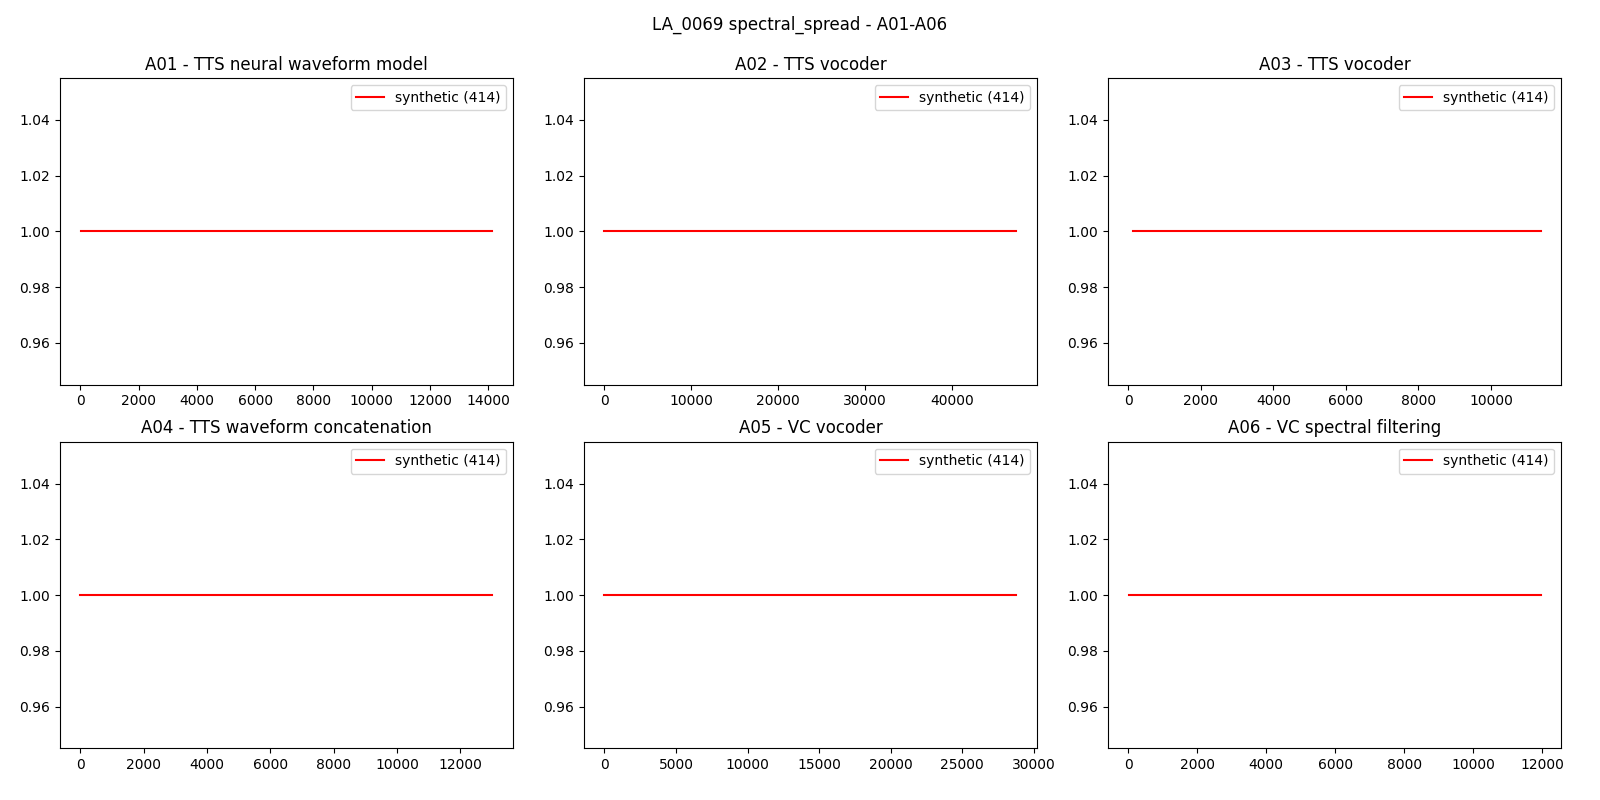 LA_0069 spectral_spread - A01-A06
A01 - TTS neural waveform model
synthetic (414)
1.04
1.02
1.00
0.98
0.96
0 2000 4000 6000 8000 10000 12000 14000
A02 - TTS vocoder
synthetic (414)
1.04
1.02
1.00
0.98
0.96
0 10000 20000 30000 40000
A03 - TTS vocoder
synthetic (414)
1.04
1.02
1.00
0.98
0.96
0 2000 4000 6000 8000 10000
A04 - TTS waveform concatenation
synthetic (414)
1.04
1.02
1.00
0.98
0.96
0 2000 4000 6000 8000 10000 12000
A05 - VC vocoder
synthetic (414)
1.04
1.02
1.00
0.98
0.96
0 5000 10000 15000 20000 25000 30000
A06 - VC spectral filtering
synthetic (414)
1.04
1.02
1.00
0.98
0.96
0 2000 4000 6000 8000 10000 12000